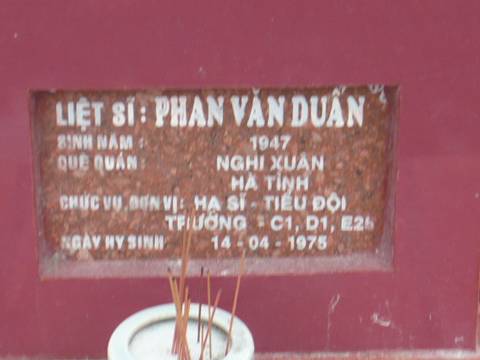 LIỆT SĨ: PHAN VĂN DUẨN
SINH NĂM: 1947
QUÊ QUÁN: NGHI XUÂN
HÀ TĨNH
CHỨC VỤ, ĐƠN VỊ: HẠ SĨ - TIỂU ĐỘI
TRƯỞNG - C1, D1,
NGÀY HY SINH 14 - 04 - 1975